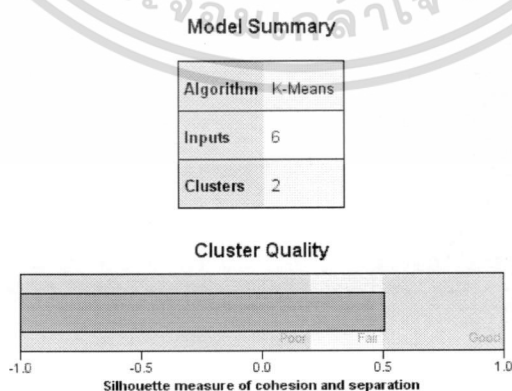 Model Summary
Algorithm K-Means
Inputs 6
Clusters 2
Cluster Quality
Poor Fair Good
-1.0 -0.5 0.0 0.5 1.0
Silhouette measure of cohesion and separation